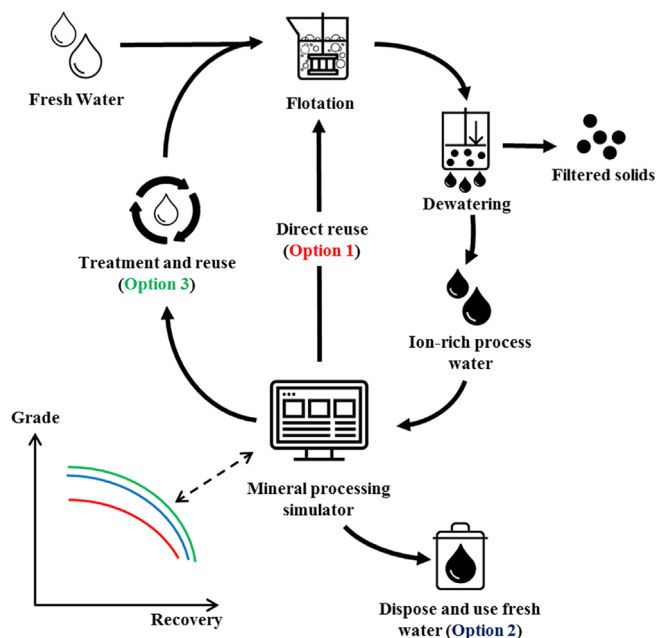 Fresh Water
Flotation
Dewatering
Filtered solids
Direct reuse
(Option 1)
Treatment and reuse
(Option 3)
Ion-rich process
water
Grade
Recovery
Mineral processing
simulator
Dispose and use fresh
water (Option 2)